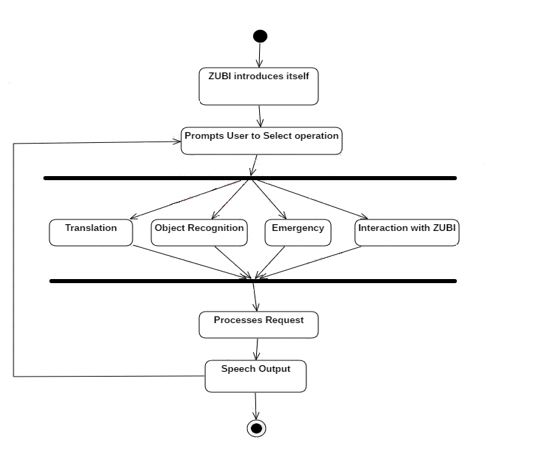 ZUBI introduces itself
Prompts User to Select operation
Translation
Object Recognition
Emergency
Interaction with ZUBI
Processes Request
Speech Output